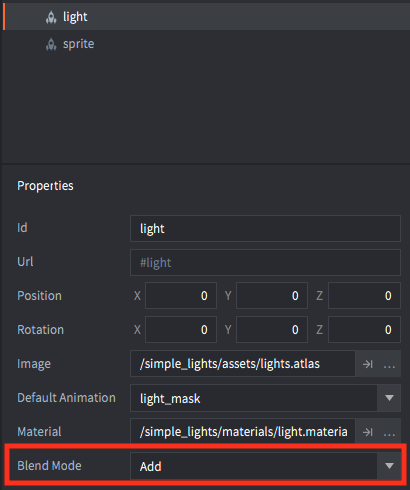 light
sprite
Properties
Id light
Url #light
Position X 0 Y 0 Z 0
Rotation X 0 Y 0 Z 0
Image /simple_lights/assets/lights.atlas ...
Default Animation light_mask
Material /simple_lights/materials/light.materia ...
Blend Mode Add